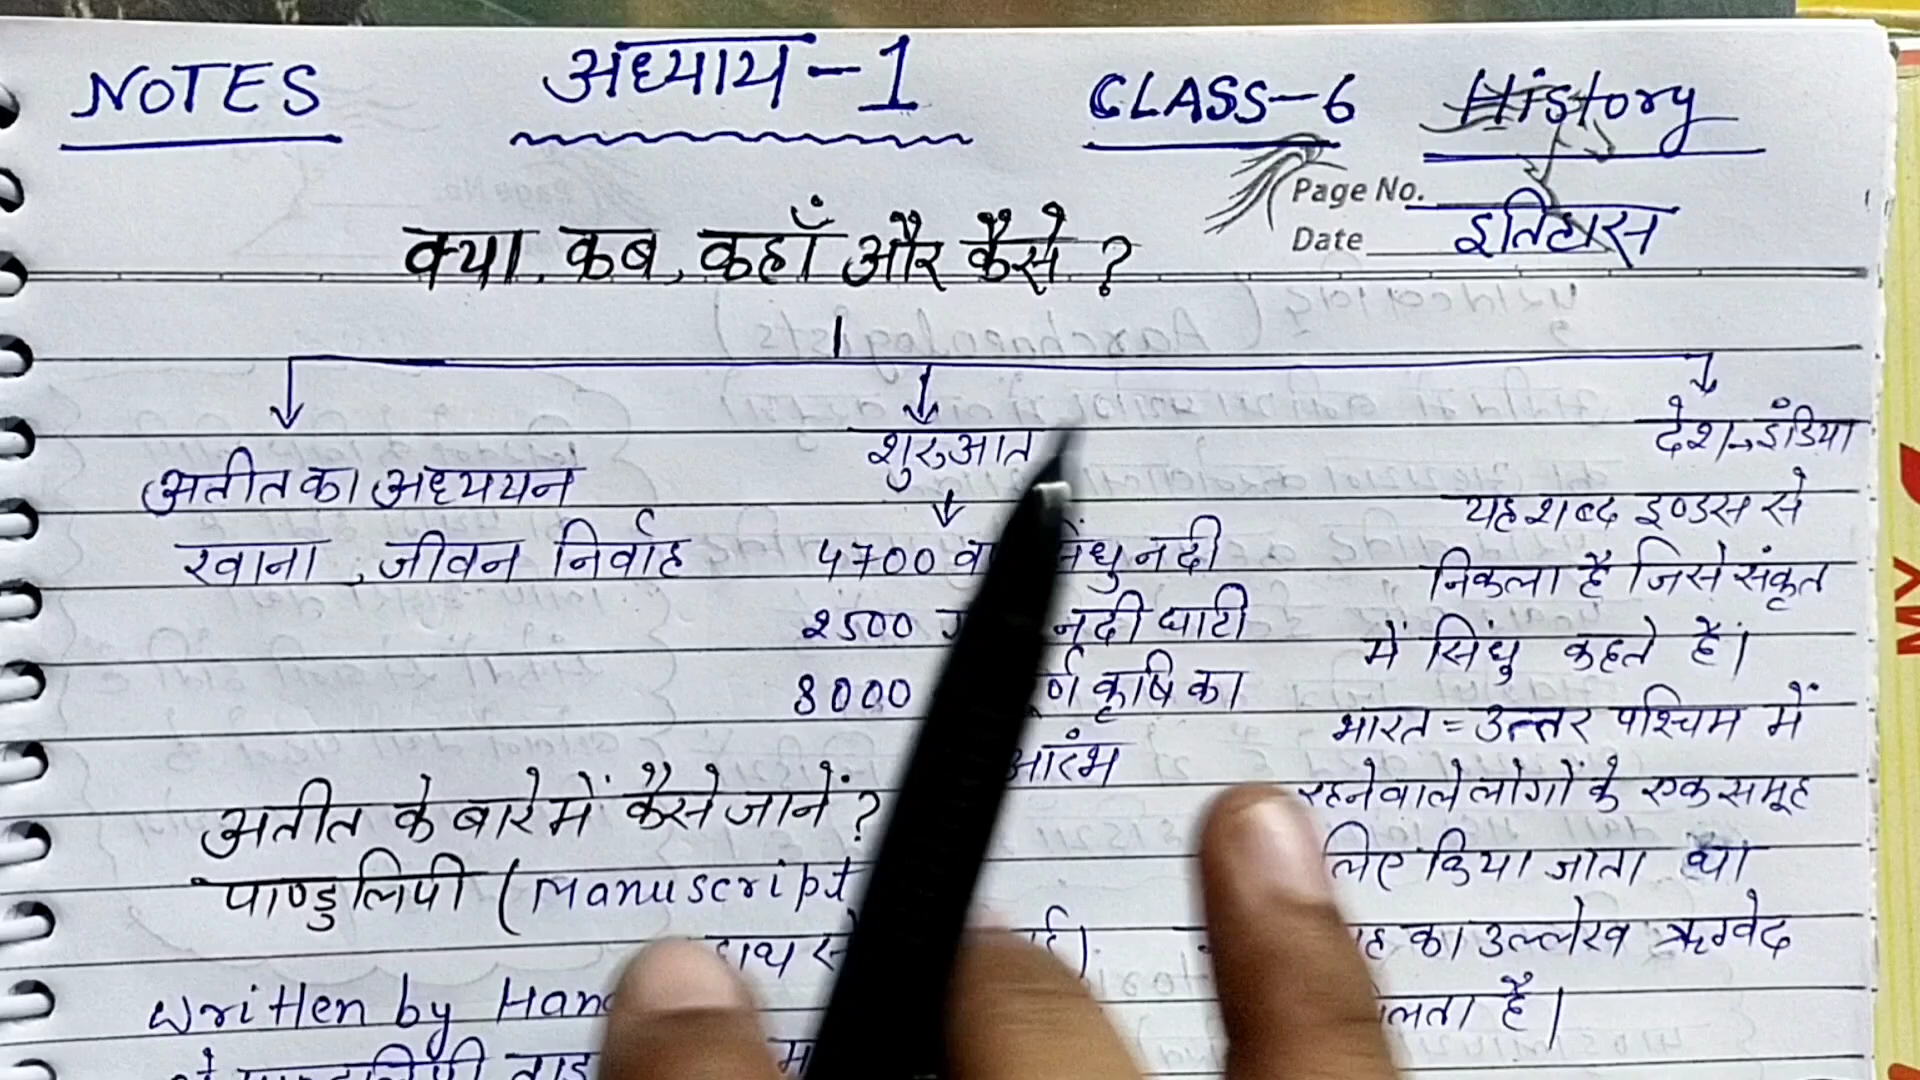 NOTES अध्याय-1 CLASS-6 History
Page No.
Date इतिहास
क्या, कब, कहाँ और कैसे ?
अतीत का अध्ययन
खाना, जीवन निर्वाह
शुरुआत
4700 नदी
2500 नदी घाटी
8000 कृषि का
आरंभ
देश→इंडिया
यह शब्द इण्डस से
निकला है जिसे संकृत
में सिंधु कहते हैं।
भारत = उत्तर पश्चिम में
रहने वाले लोगों के एक समूह
लिए किया जाता था
का उल्लेख ऋग्वेद
है।
अतीत के बारे में कैसे जानें ?
पाण्डुलिपी (Manuscript
हाथ से
Written by
MY